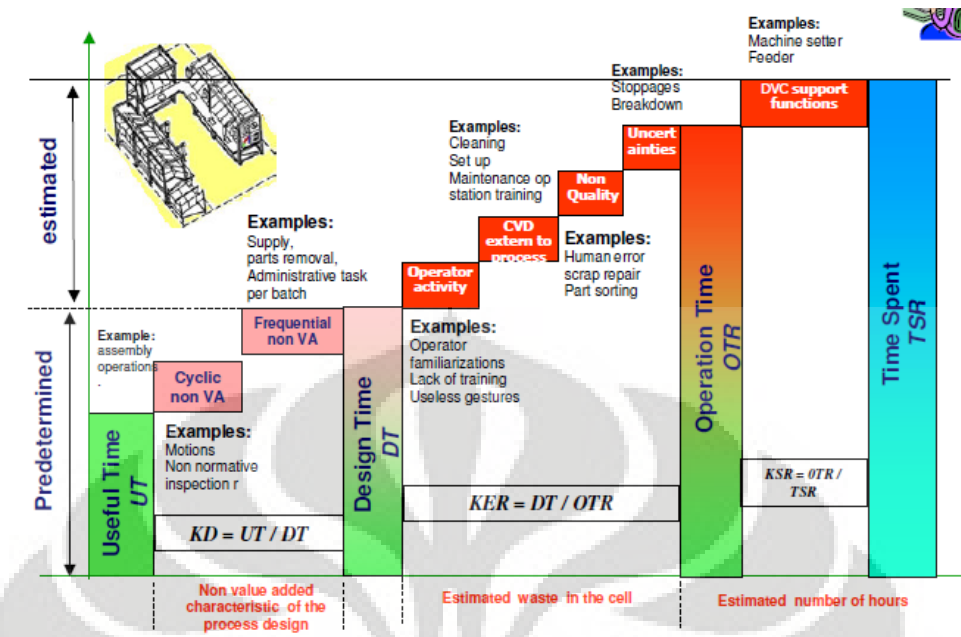 Examples:
Machine setter
Feeder
DVC support
functions
Examples:
Stoppages
Breakdown
Uncert
ainties
Examples:
Cleaning
Set up
Maintenance op
station training
Non
Quality
CVD
extern to
process
Examples:
Human error
scrap repair
Part sorting
Examples:
Supply,
parts removal,
Administrative task
per batch
Operator
activity
Examples:
Operator
familiarizations
Lack of training
Useless gestures
Frequential
non VA
Example:
assembly
operations
.
Cyclic
non VA
Examples:
Motions
Non normative
inspection r
estimated
Predetermined
Useful Time
UT
Design Time
DT
Operation Time
OTR
Time Spent
TSR
KD = UT / DT
KER = DT / OTR
KSR = 0TR /
TSR
Non value added
characteristic of the
process design
Estimated waste in the cell
Estimated number of hours